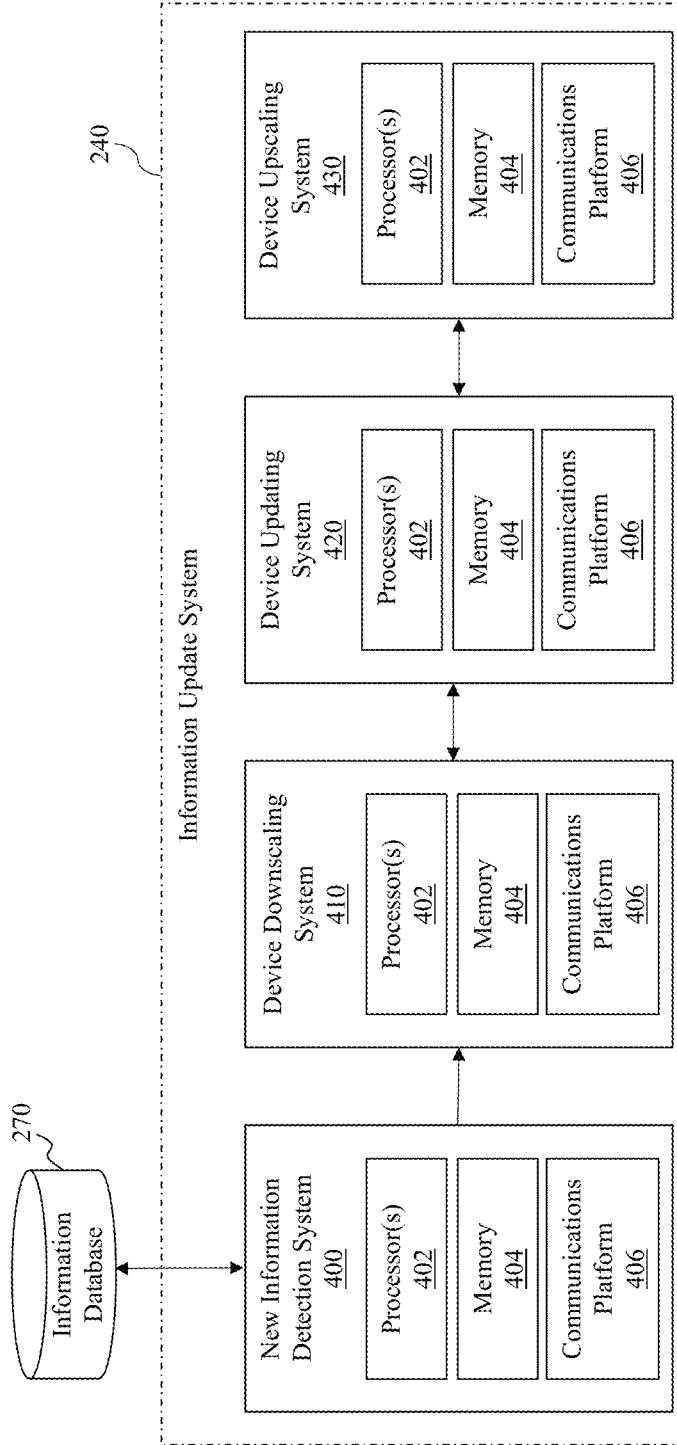 270
Information
Database
240
Information Update System
New Information
Detection System
400
Processor(s)
402
Memory
404
Communications
Platform
406
Device Downscaling
System
410
Processor(s)
402
Memory
404
Communications
Platform
406
Device Updating
System
420
Processor(s)
402
Memory
404
Communications
Platform
406
Device Upscaling
System
430
Processor(s)
402
Memory
404
Communications
Platform
406